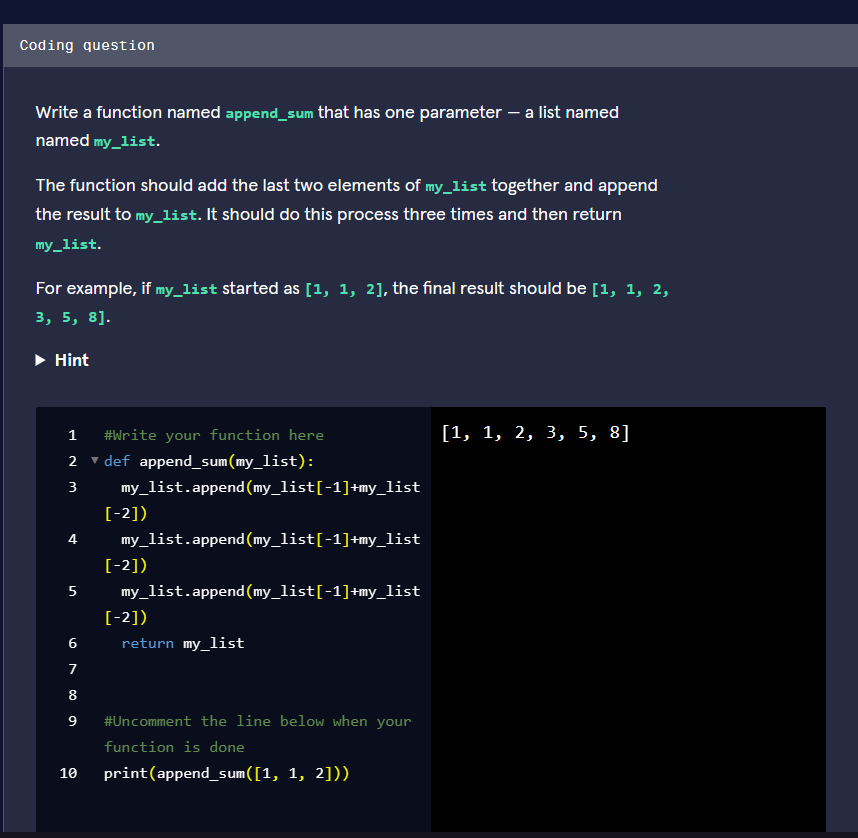 Coding question
Write a function named append_sum that has one parameter — a list named
named my_list.
The function should add the last two elements of my_list together and append
the result to my_list. It should do this process three times and then return
my_list.
For example, if my_list started as [1, 1, 2], the final result should be [1, 1, 2,
3, 5, 8].
▶ Hint
1 #Write your function here
2 ▼ def append_sum(my_list):
3 my_list.append(my_list[-1]+my_list
[-2])
4 my_list.append(my_list[-1]+my_list
[-2])
5 my_list.append(my_list[-1]+my_list
[-2])
6 return my_list
7
8
9 #Uncomment the line below when your
function is done
10 print(append_sum([1, 1, 2]))
[1, 1, 2, 3, 5, 8]